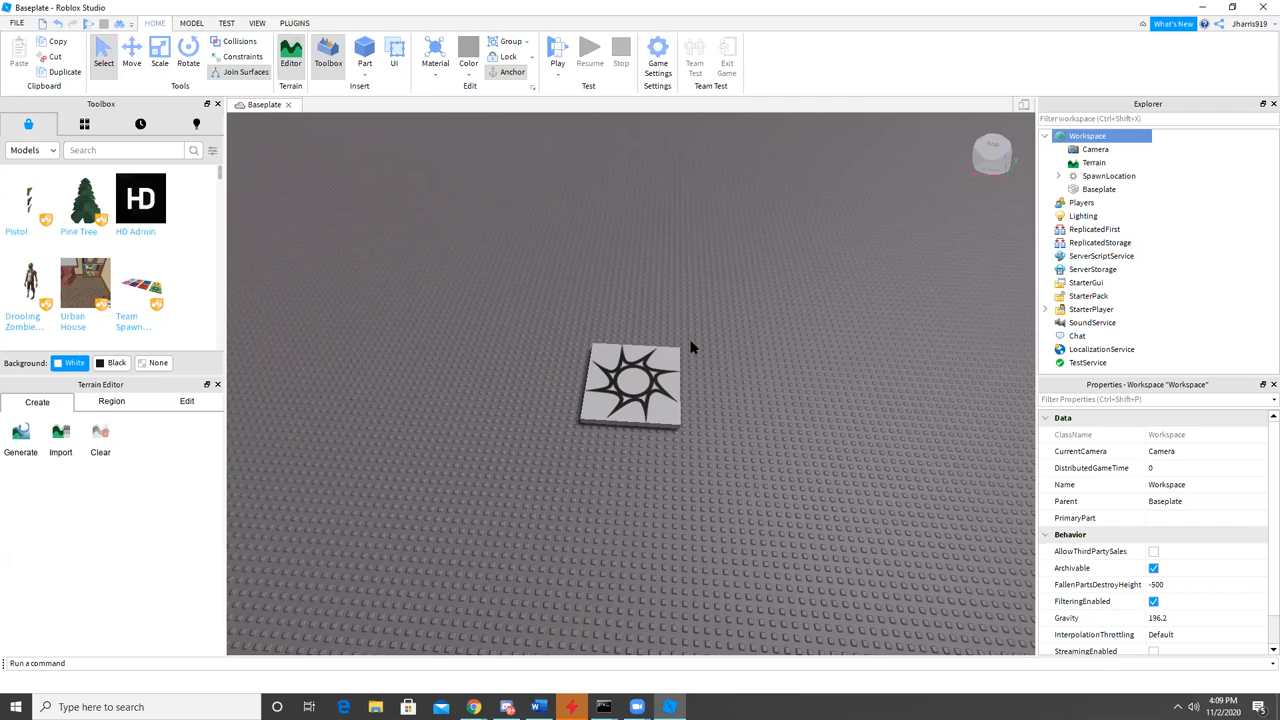 Baseplate - Roblox Studio
FILE MODEL TEST HOME VIEW PLUGINS
What's New Jharris919
Paste Copy Cut Duplicate Clipboard
Select Move Scale Rotate Collisions Constraints Join Surfaces Tools
Editor Terrain
Toolbox Part UI Insert
Material Color Group Lock Anchor Edit
Play Resume Stop Test
Game Settings Settings
Team Test Exit Game Team Test
Toolbox
Models Search
Pistol Pine Tree HD HD Admin
Drooling Zombie... Urban House Team Spawn...
Background: White Black None
Terrain Editor
Create Region Edit
Generate Import Clear
Baseplate
Top
Explorer
Filter workspace (Ctrl+Shift+X)
Workspace
Camera
Terrain
SpawnLocation
Baseplate
Players
Lighting
ReplicatedFirst
ReplicatedStorage
ServerScriptService
ServerStorage
StarterGui
StarterPack
StarterPlayer
SoundService
Chat
LocalizationService
TestService
Properties - Workspace "Workspace"
Filter Properties (Ctrl+Shift+P)
Data
ClassName Workspace
CurrentCamera Camera
DistributedGameTime 0
Name Workspace
Parent Baseplate
PrimaryPart
Behavior
AllowThirdPartySales
Archivable
FallenPartsDestroyHeight -500
FilteringEnabled
Gravity 196.2
InterpolationThrottling Default
StreamingEnabled
Run a command
Type here to search
4:09 PM
11/2/2020